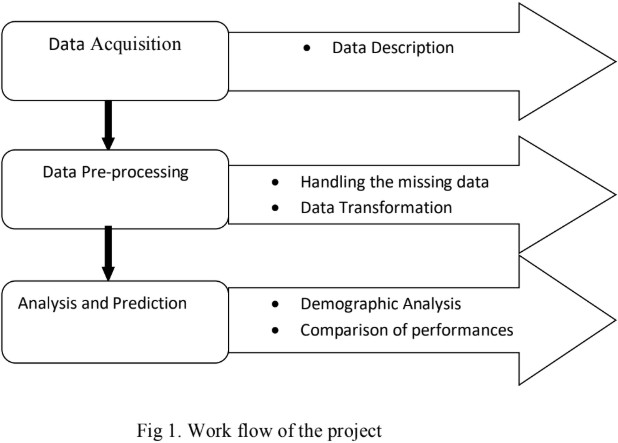 Data Acquisition
• Data Description
Data Pre-processing
• Handling the missing data
• Data Transformation
Analysis and Prediction
• Demographic Analysis
• Comparison of performances
Fig 1. Work flow of the project